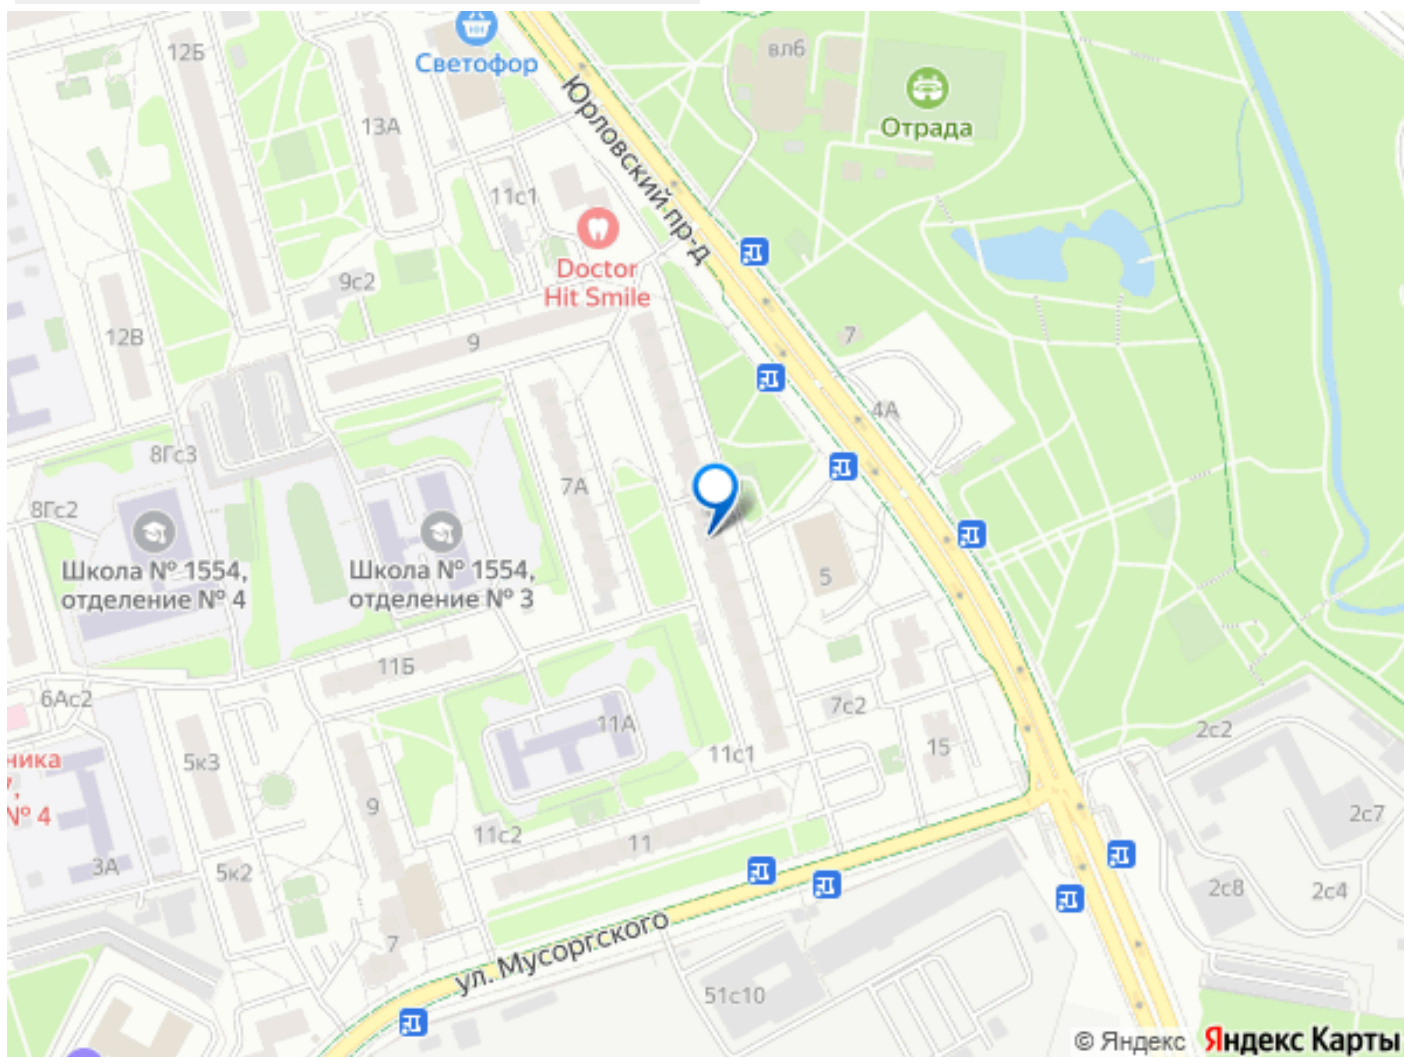 12Б
Светофор
вл6
Отрада
13А
Юрловский пр-д
11с1
Doctor
Hit Smile
9с2
12В
9
7
4А
8Гс3
7А
8Гс2
Школа № 1554,
отделение № 4
Школа № 1554,
отделение № 3
5
11Б
6Ас2
7с2
11А
2с2
15
11с1
ника
7,
№ 4
5к3
9
2с7
11с2
11
3А
5к2
2с8
2с4
7
ул. Мусоргского
51с10
© Яндекс Яндекс Карты